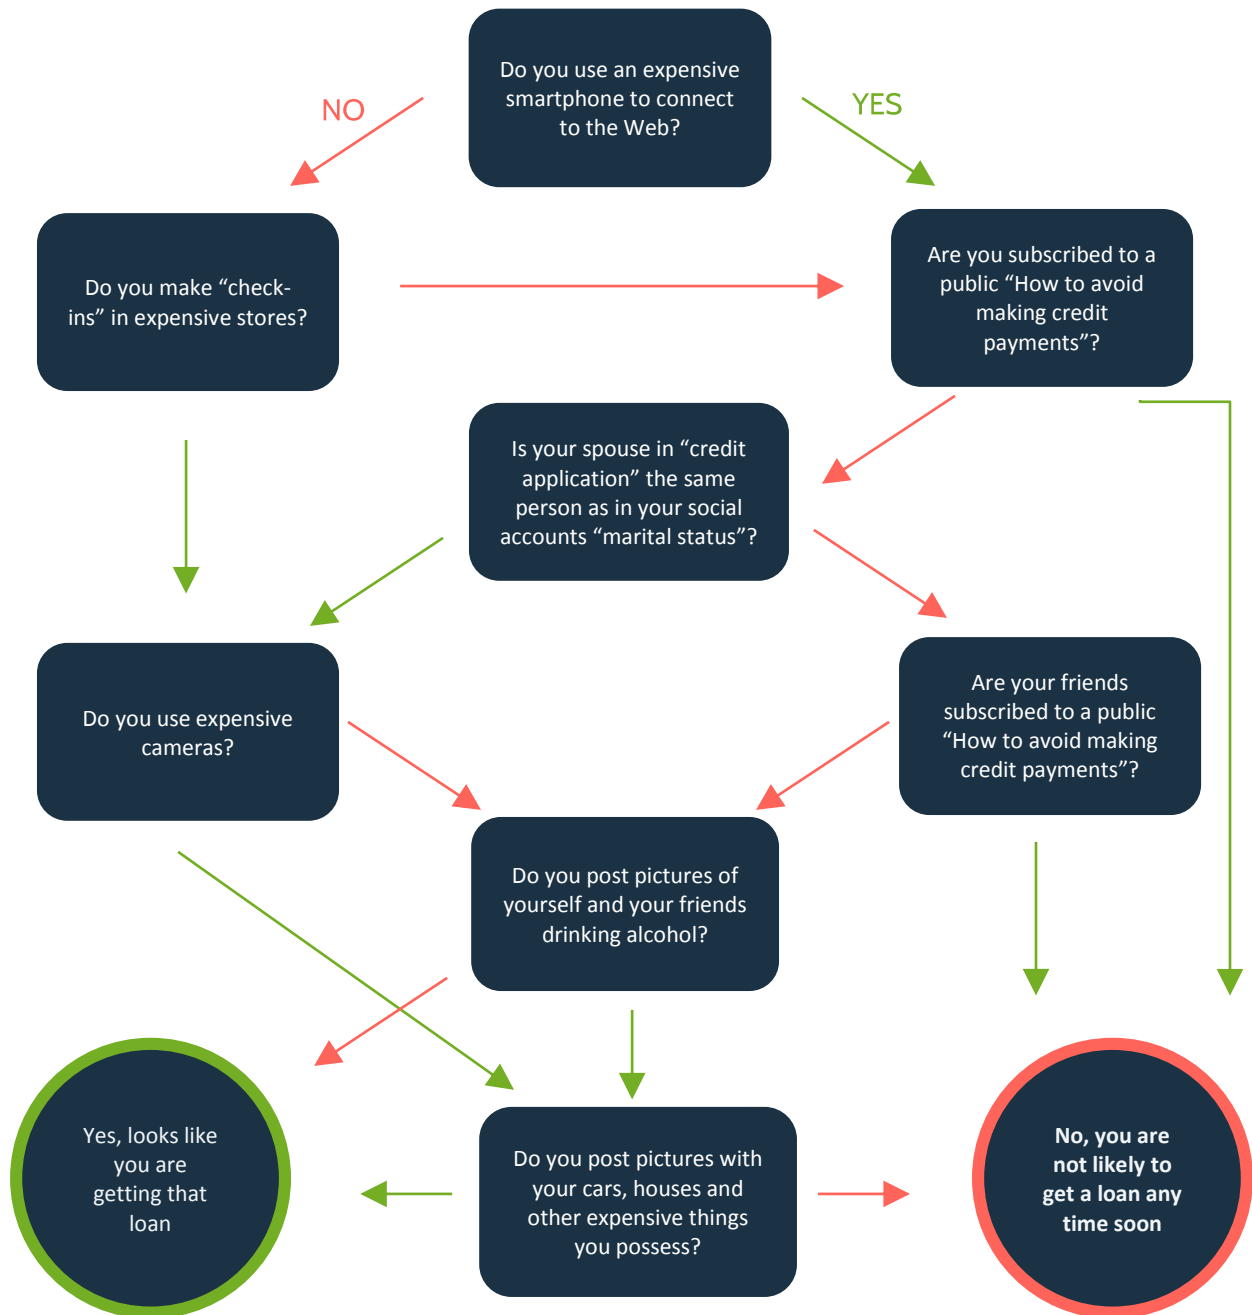 Do you use an expensive
smartphone to connect
to the Web?
NO
YES
Do you make “check-
ins” in expensive stores?
Are you subscribed to a
public “How to avoid
making credit
payments”?
Is your spouse in “credit
application” the same
person as in your social
accounts “marital status”?
Do you use expensive
cameras?
Are your friends
subscribed to a public
“How to avoid making
credit payments”?
Do you post pictures of
yourself and your friends
drinking alcohol?
Yes, looks like
you are
getting that
loan
Do you post pictures with
your cars, houses and
other expensive things
you possess?
No, you are
not likely to
get a loan any
time soon